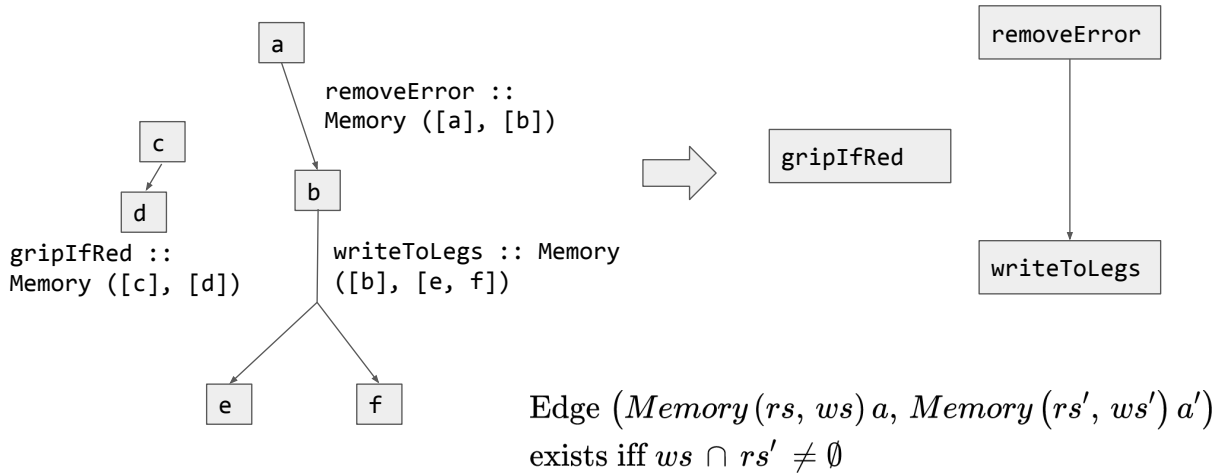 a
removeError ::
Memory ([a], [b])
c
d
gripIfRed ::
Memory ([c], [d])
b
writeToLegs :: Memory
([b], [e, f])
e
f
removeError
gripIfRed
writeToLegs
Edge (Memory (rs, ws) a, Memory (rs′, ws′) a′)
exists iff ws ∩ rs′ ≠ ∅